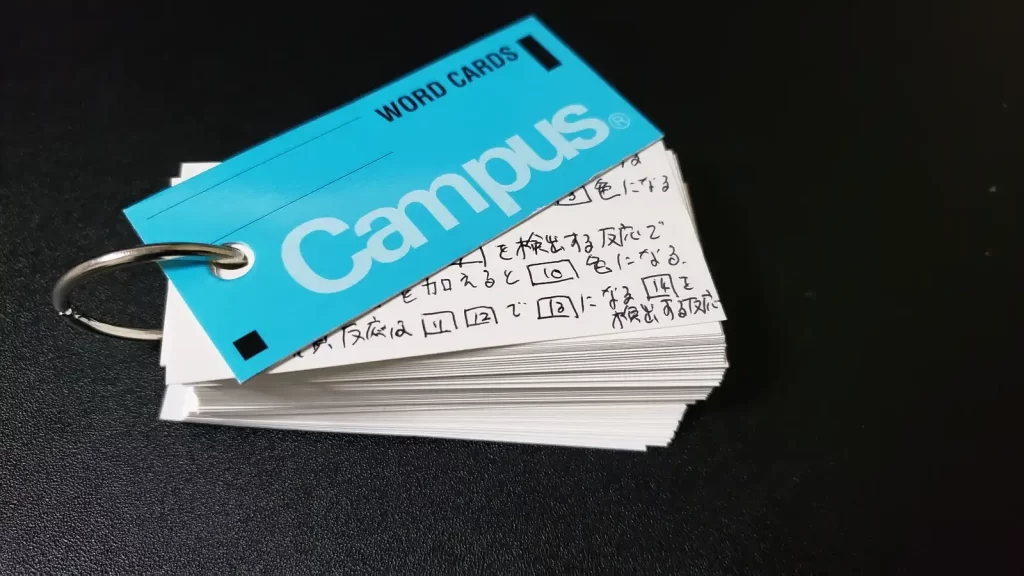 WORD CARDS
Campus®
は
3 色になる
を検出する反応で
を加えると 10 色になる.
反応は 11 12 で 13 になる 14 を
検出する反応